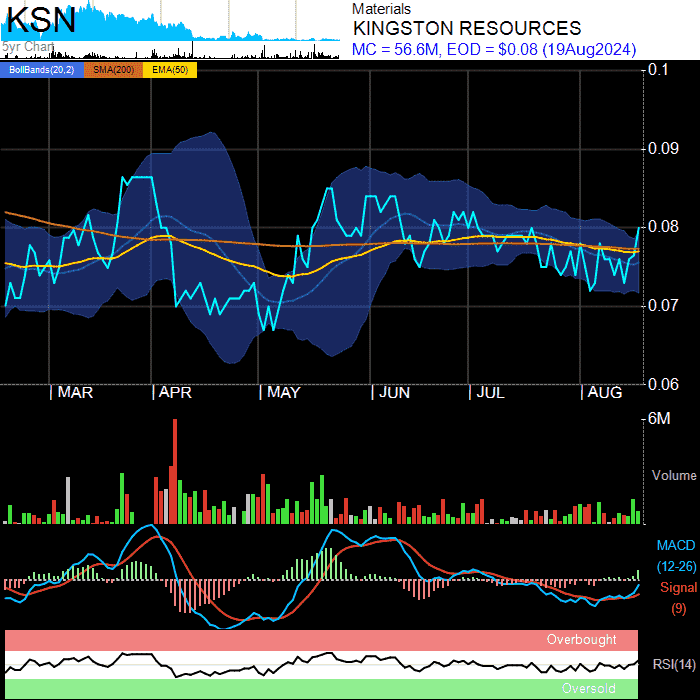 KSN
5yr Chart
Materials
KINGSTON RESOURCES
MC = 56.6M, EOD = $0.08 (19Aug2024)
BollBands(20,2) SMA(200) EMA(50)
0.1
0.09
0.08
0.07
0.06
MAR APR MAY JUN JUL AUG
6M
Volume
MACD
(12-26)
Signal
(9)
Overbought
RSI(14)
Oversold